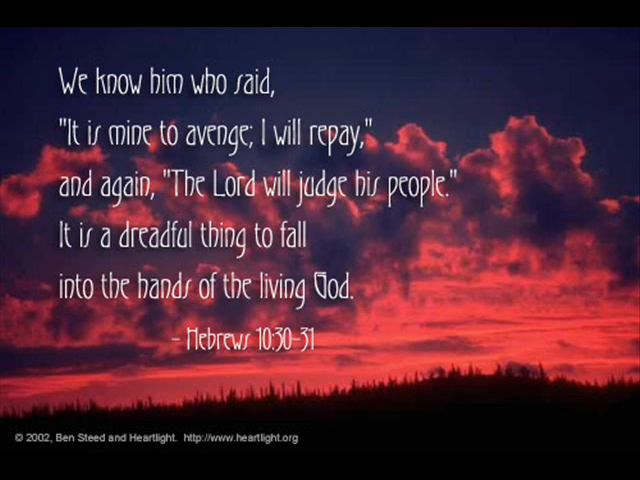 We know him who said,
"It is mine to avenge; I will repay,"
and again, "The Lord will judge his people."
It is a dreadful thing to fall
into the hands of the living God.
- Hebrews 10:30-31
© 2002, Ben Steed and Heartlight. http://www.heartlight.org